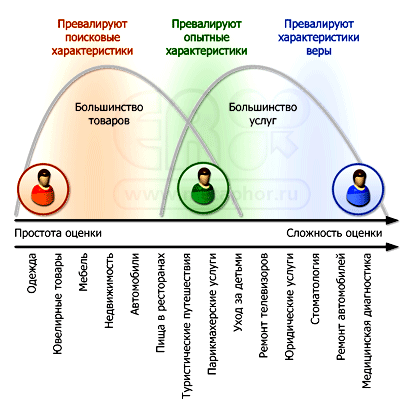 Превалируют
поисковые
характеристики
Превалируют
опытные
характеристики
Превалируют
характеристики
веры
Большинство
товаров
Большинство
услуг
Простота оценки
Сложность оценки
Одежда
Ювелирные товары
Мебель
Недвижимость
Автомобили
Пища в ресторанах
Туристические путешествия
Парикмахерские услуги
Уход за детьми
Ремонт телевизоров
Юридические услуги
Стоматология
Ремонт автомобилей
Медицинская диагностика